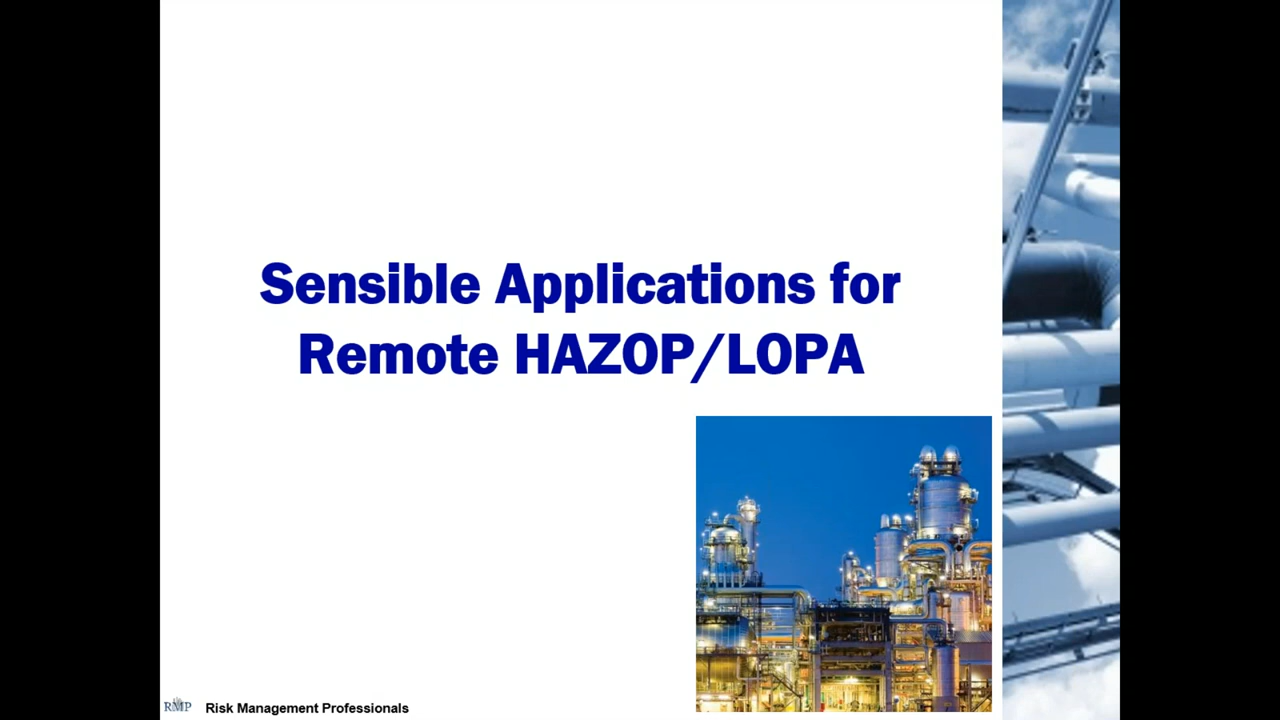 Sensible Applications for
Remote HAZOP/LOPA
RMP Risk Management Professionals